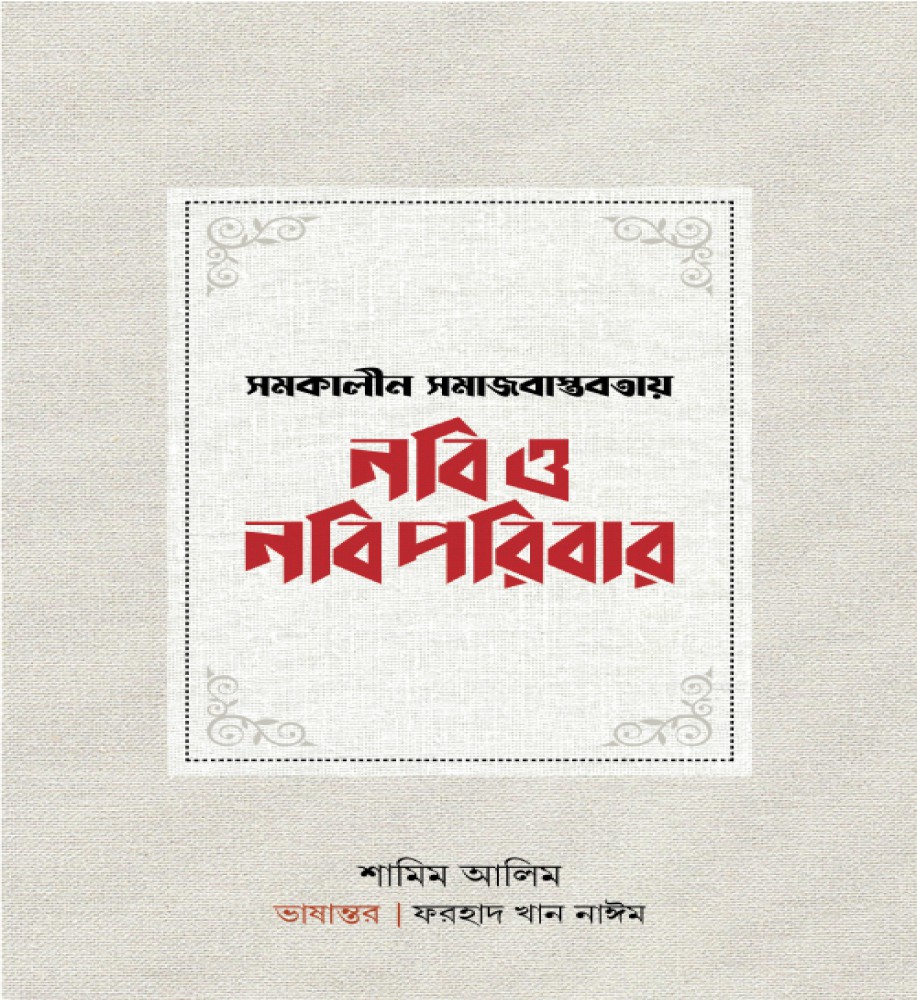 সমকালীন সমাজবাস্তবতায়
নবি ও
নবি পরিবার
শামিম আলিম
ভাষান্তর | ফরহাদ খান নাঈম